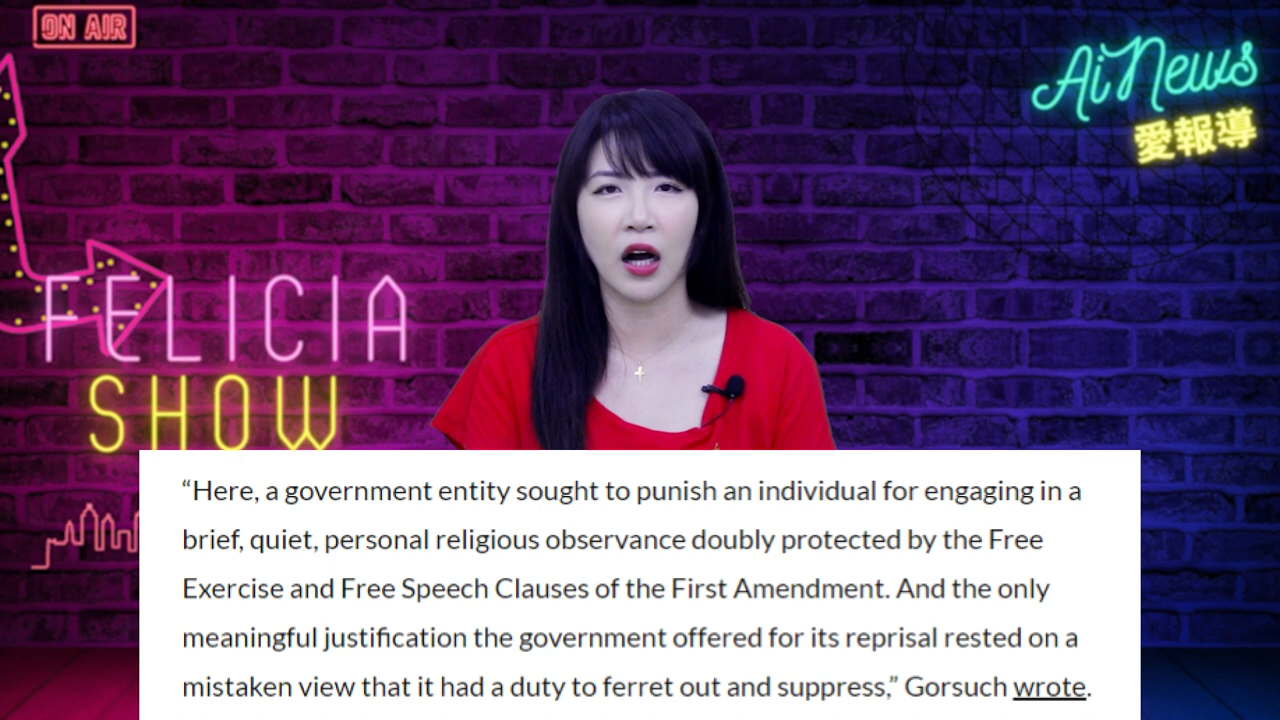 ON AIR
Ai News
愛報導
FELICIA
SHOW
“Here, a government entity sought to punish an individual for engaging in a
brief, quiet, personal religious observance doubly protected by the Free
Exercise and Free Speech Clauses of the First Amendment. And the only
meaningful justification the government offered for its reprisal rested on a
mistaken view that it had a duty to ferret out and suppress,” Gorsuch wrote.